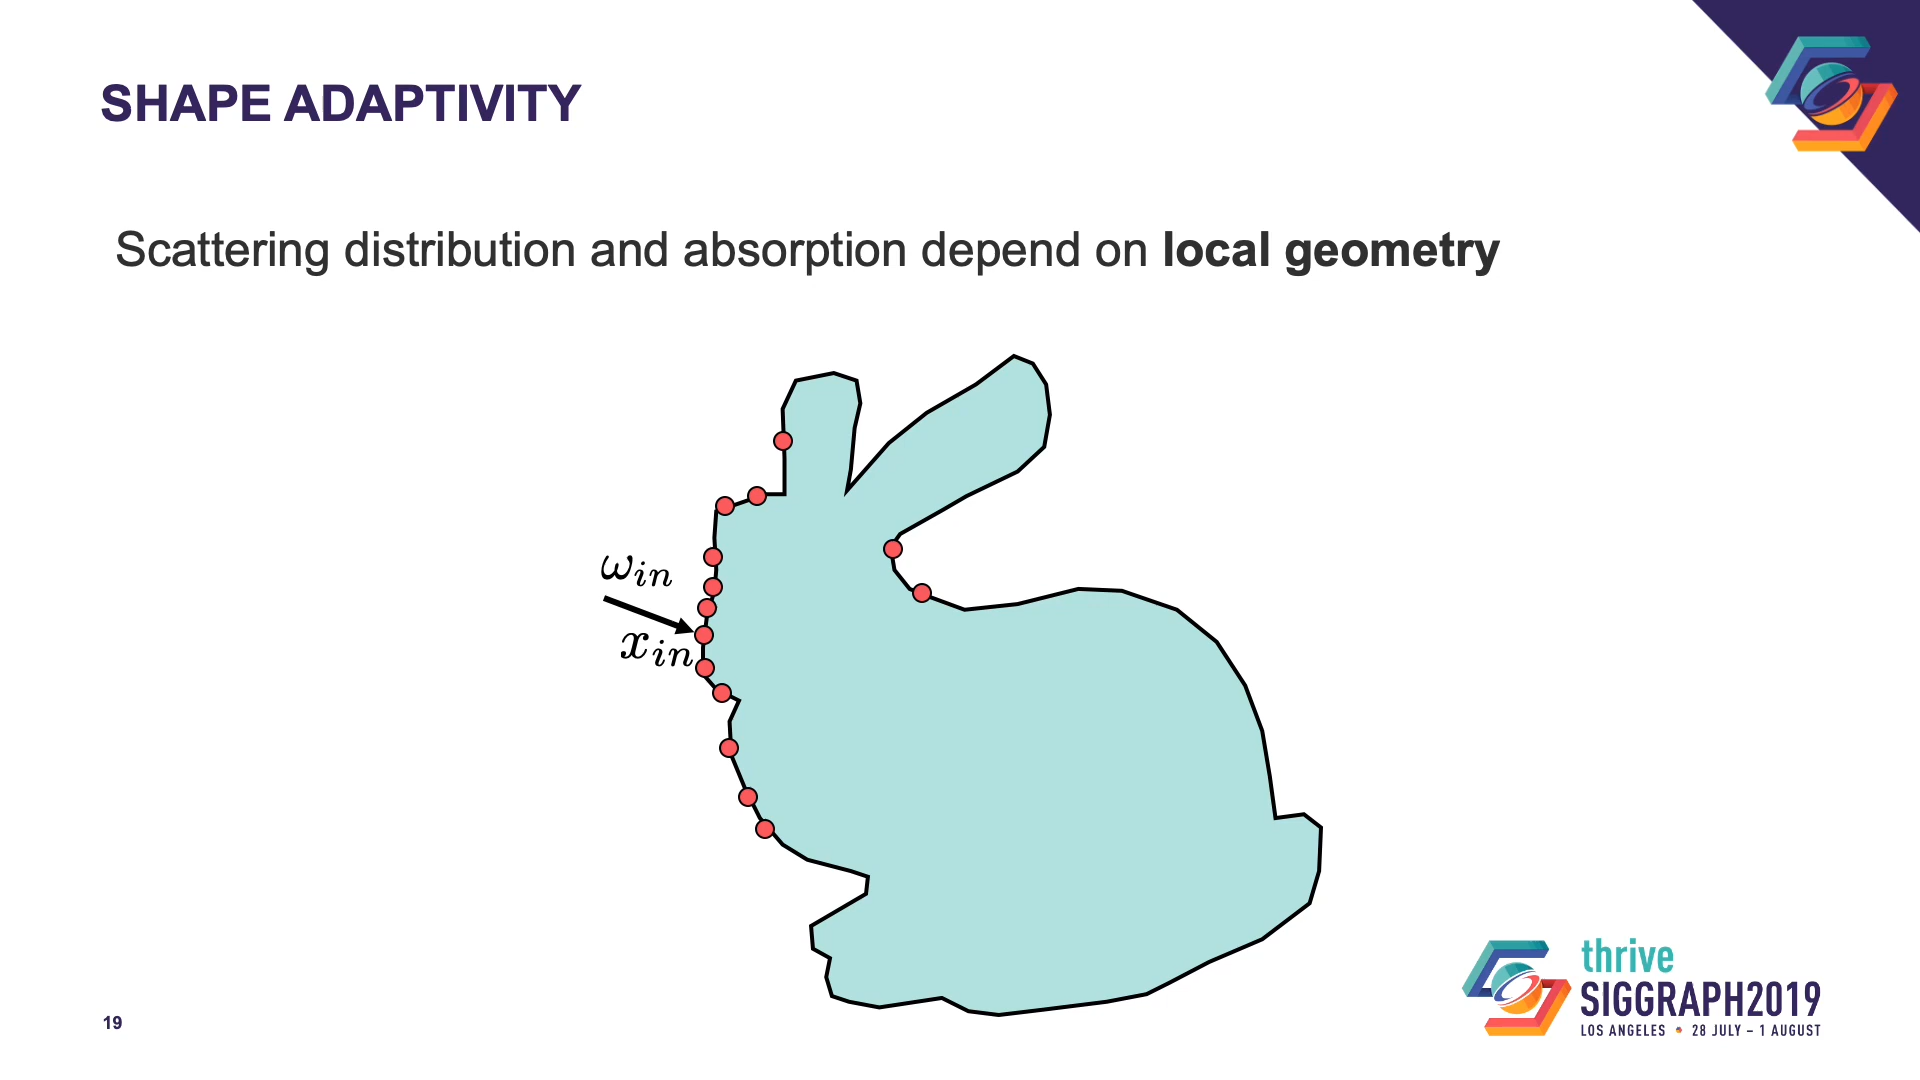 SHAPE ADAPTIVITY
Scattering distribution and absorption depend on local geometry
ω_in
x_in
19
thrive
SIGGRAPH2019
LOS ANGELES • 28 JULY – 1 AUGUST